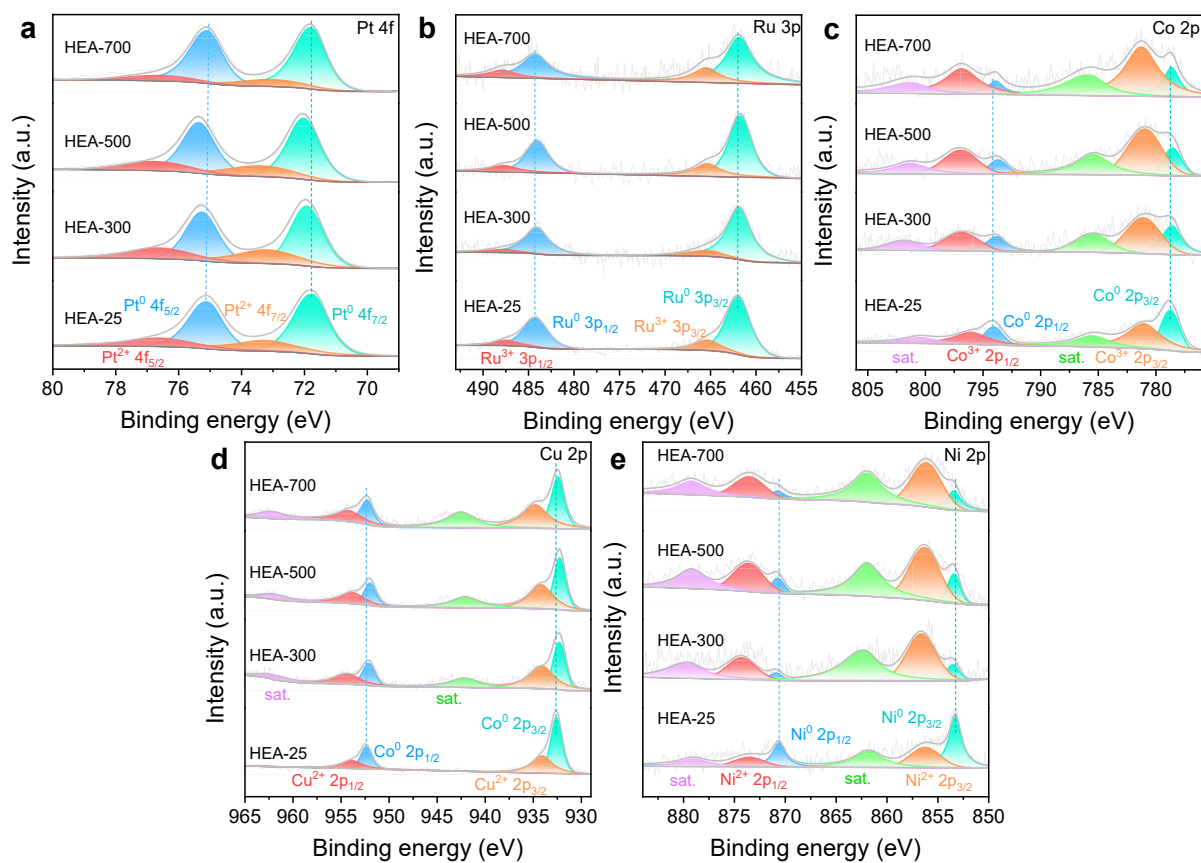 a
Pt 4f
HEA-700
HEA-500
HEA-300
HEA-25
Pt⁰ 4f₅/₂
Pt²⁺ 4f₇/₂
Pt⁰ 4f₇/₂
Pt²⁺ 4f₅/₂
Intensity (a.u.)
80 78 76 74 72 70
Binding energy (eV)
b
Ru 3p
HEA-700
HEA-500
HEA-300
HEA-25
Ru⁰ 3p₃/₂
Ru⁰ 3p₁/₂
Ru³⁺ 3p₃/₂
Ru³⁺ 3p₁/₂
Intensity (a.u.)
490 485 480 475 470 465 460 455
Binding energy (eV)
c
Co 2p
HEA-700
HEA-500
HEA-300
HEA-25
Co⁰ 2p₃/₂
Co⁰ 2p₁/₂
sat.
Co³⁺ 2p₁/₂
sat.
Co³⁺ 2p₃/₂
Intensity (a.u.)
805 800 795 790 785 780
Binding energy (eV)
d
Cu 2p
HEA-700
HEA-500
HEA-300
sat.
sat.
HEA-25
Co⁰ 2p₃/₂
Co⁰ 2p₁/₂
Cu²⁺ 2p₁/₂
Cu²⁺ 2p₃/₂
Intensity (a.u.)
965 960 955 950 945 940 935 930
Binding energy (eV)
e
Ni 2p
HEA-700
HEA-500
HEA-300
HEA-25
Ni⁰ 2p₃/₂
Ni⁰ 2p₁/₂
sat.
Ni²⁺ 2p₁/₂
sat.
Ni²⁺ 2p₃/₂
Intensity (a.u.)
880 875 870 865 860 855 850
Binding energy (eV)